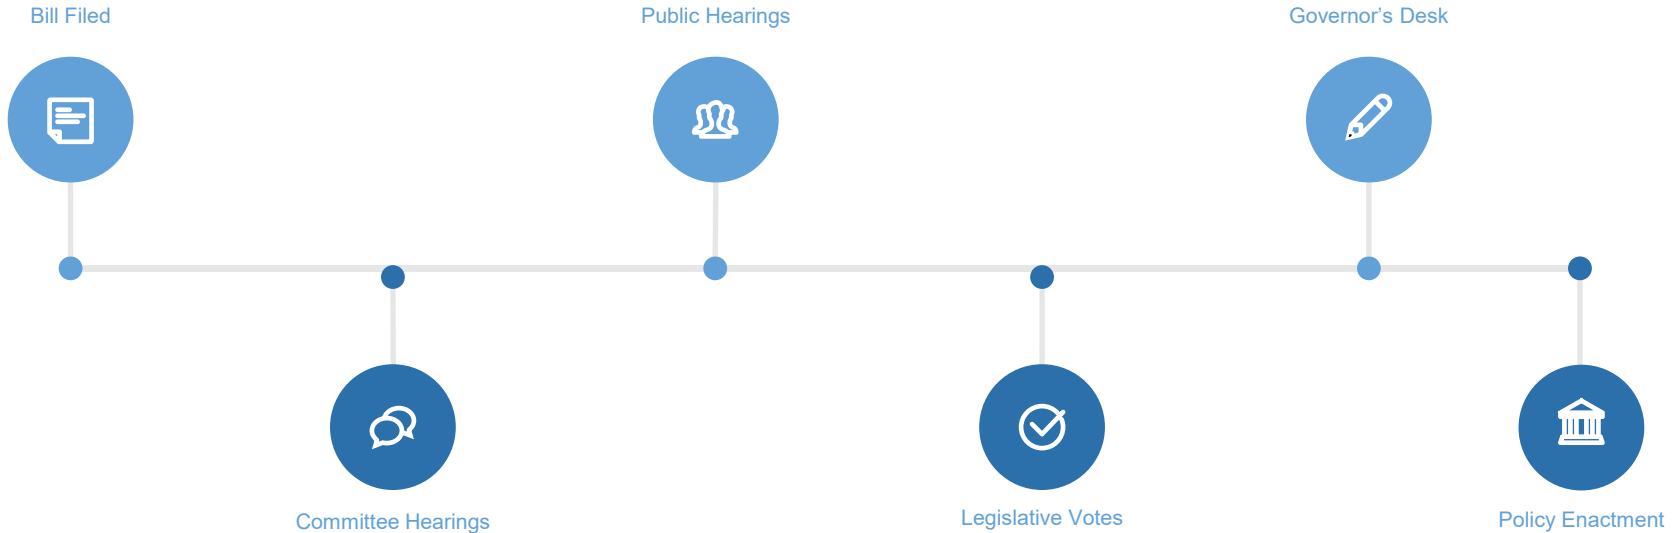 Bill Filed
Public Hearings
Governor’s Desk
Committee Hearings
Legislative Votes
Policy Enactment